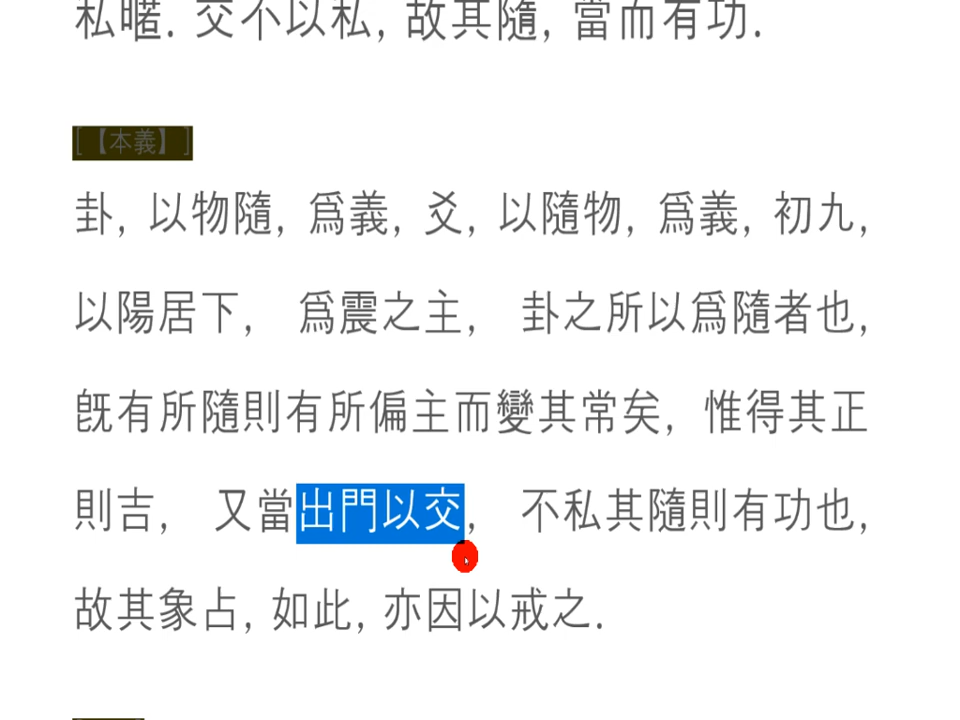 私暱. 交不以私, 故其隨, 當而有功.
[【本義】]
卦, 以物隨, 爲義, 爻, 以隨物, 爲義, 初九,
以陽居下, 爲震之主, 卦之所以爲隨者也,
旣有所隨則有所偏主而變其常矣, 惟得其正
則吉, 又當出門以交, 不私其隨則有功也,
故其象占, 如此, 亦因以戒之.